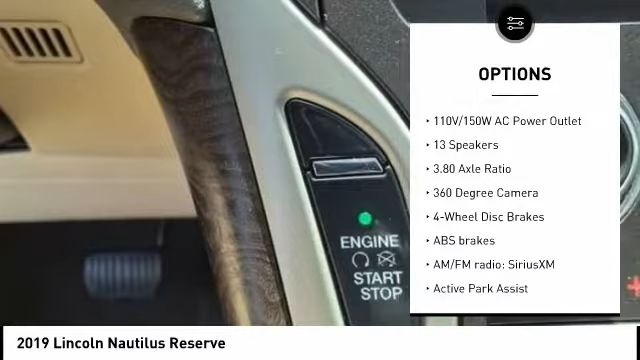 OPTIONS
110V/150W AC Power Outlet
13 Speakers
3.80 Axle Ratio
360 Degree Camera
4-Wheel Disc Brakes
ABS brakes
AM/FM radio: SiriusXM
Active Park Assist
ENGINE
START
STOP
2019 Lincoln Nautilus Reserve